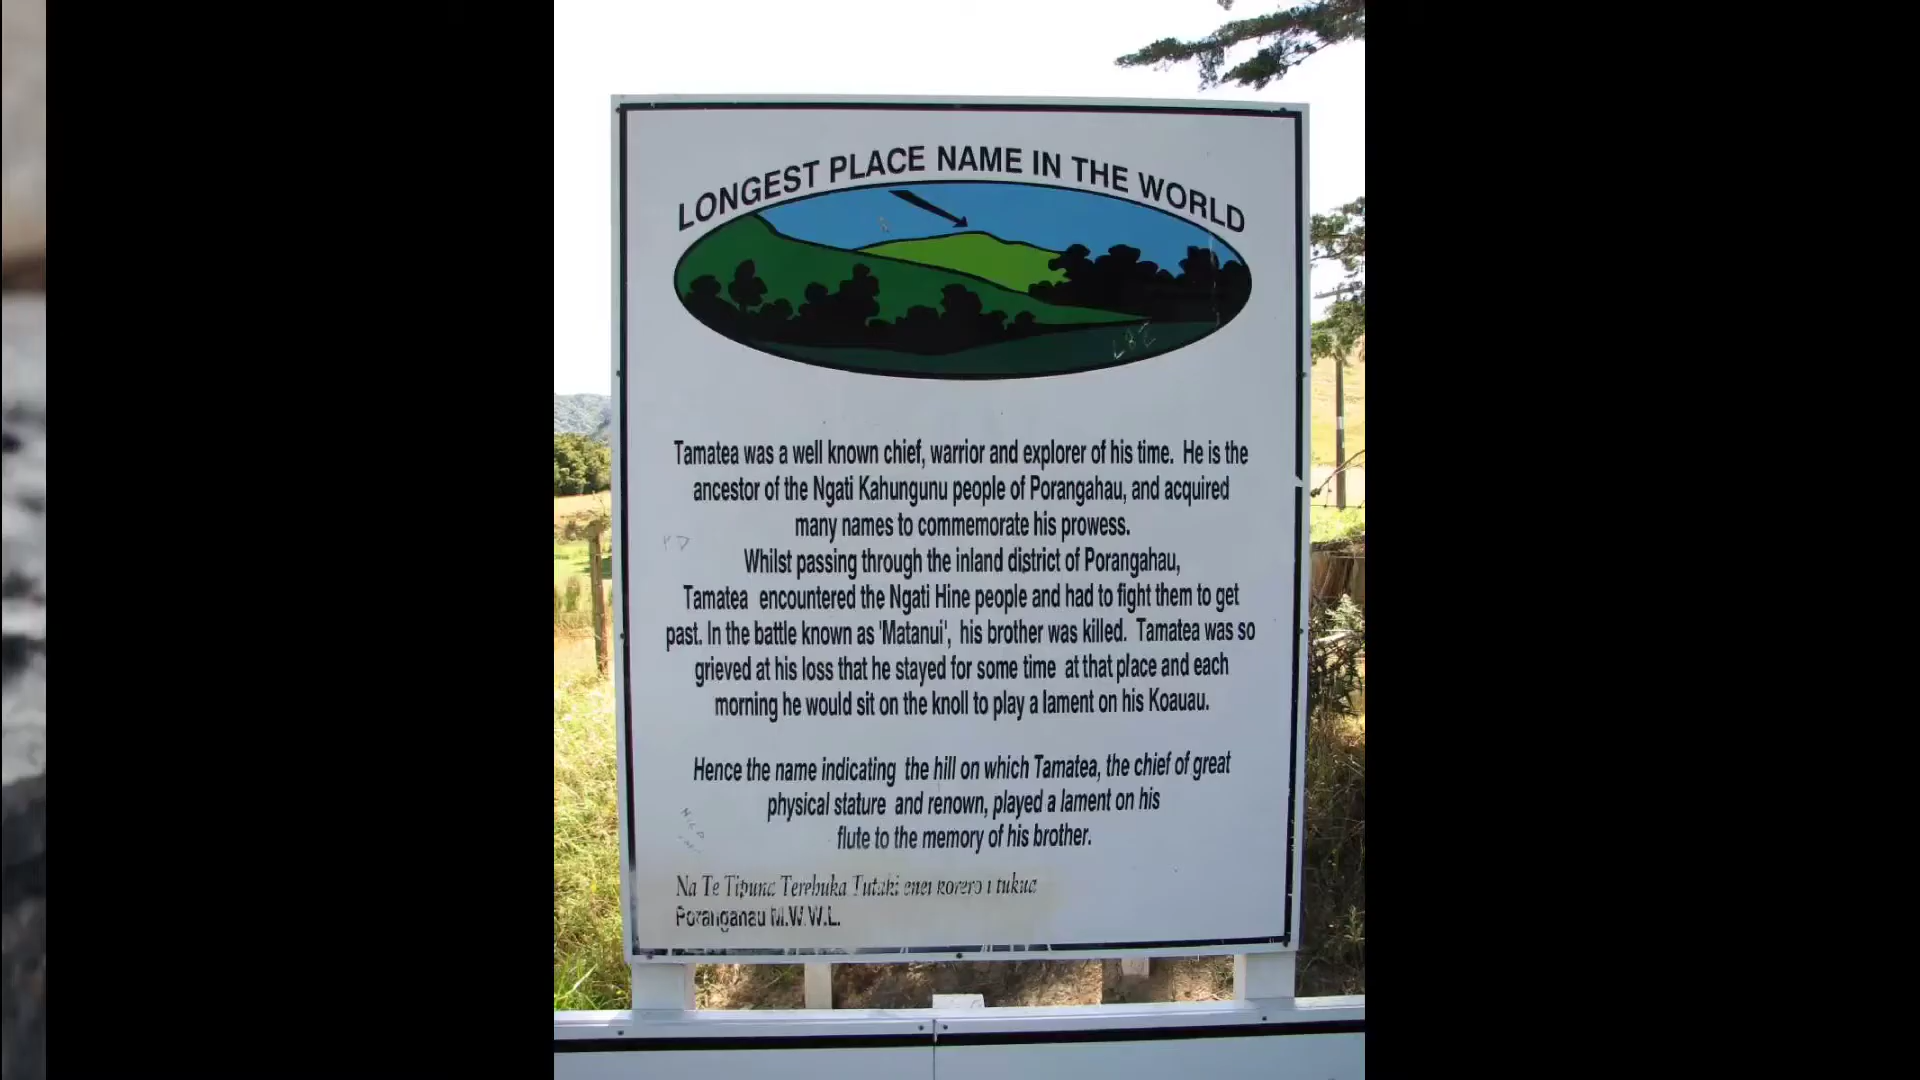 LONGEST PLACE NAME IN THE WORLD
Tamatea was a well known chief, warrior and explorer of his time. He is the
ancestor of the Ngati Kahungunu people of Porangahau, and acquired
many names to commemorate his prowess.
Whilst passing through the inland district of Porangahau,
Tamatea encountered the Ngati Hine people and had to fight them to get
past. In the battle known as 'Matanui', his brother was killed. Tamatea was so
grieved at his loss that he stayed for some time at that place and each
morning he would sit on the knoll to play a lament on his Koauau.
Hence the name indicating the hill on which Tamatea, the chief of great
physical stature and renown, played a lament on his
flute to the memory of his brother.
Na Te Tipuna Terehuka Tutaki enei korero i tukua
Porangahau M.W.W.L.